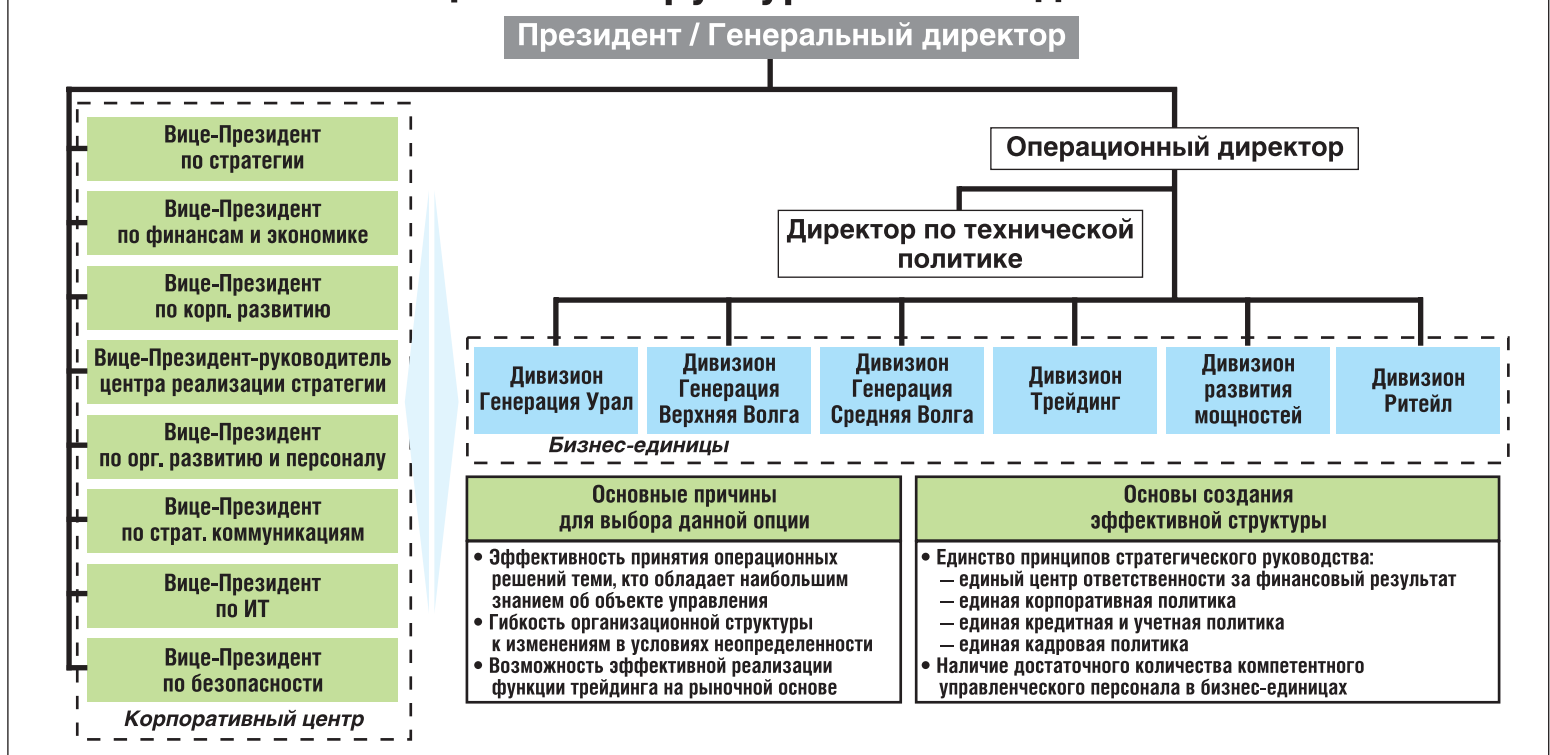 Президент / Генеральный директор
Вице-Президент
по стратегии
Вице-Президент
по финансам и экономике
Вице-Президент
по корп. развитию
Вице-Президент-руководитель
центра реализации стратегии
Вице-Президент
по орг. развитию и персоналу
Вице-Президент
по страт. коммуникациям
Вице-Президент
по ИТ
Вице-Президент
по безопасности
Корпоративный центр
Операционный директор
Директор по технической
политике
Дивизион
Генерация Урал
Дивизион
Генерация
Верхняя Волга
Дивизион
Генерация
Средняя Волга
Дивизион
Трейдинг
Дивизион
развития
мощностей
Дивизион
Ритейл
Бизнес-единицы
Основные причины
для выбора данной опции
• Эффективность принятия операционных
решений теми, кто обладает наибольшим
знанием об объекте управления
• Гибкость организационной структуры
к изменениям в условиях неопределенности
• Возможность эффективной реализации
функции трейдинга на рыночной основе
Основы создания
эффективной структуры
• Единство принципов стратегического руководства:
— единый центр ответственности за финансовый результат
— единая корпоративная политика
— единая кредитная и учетная политика
— единая кадровая политика
• Наличие достаточного количества компетентного
управленческого персонала в бизнес-единицах